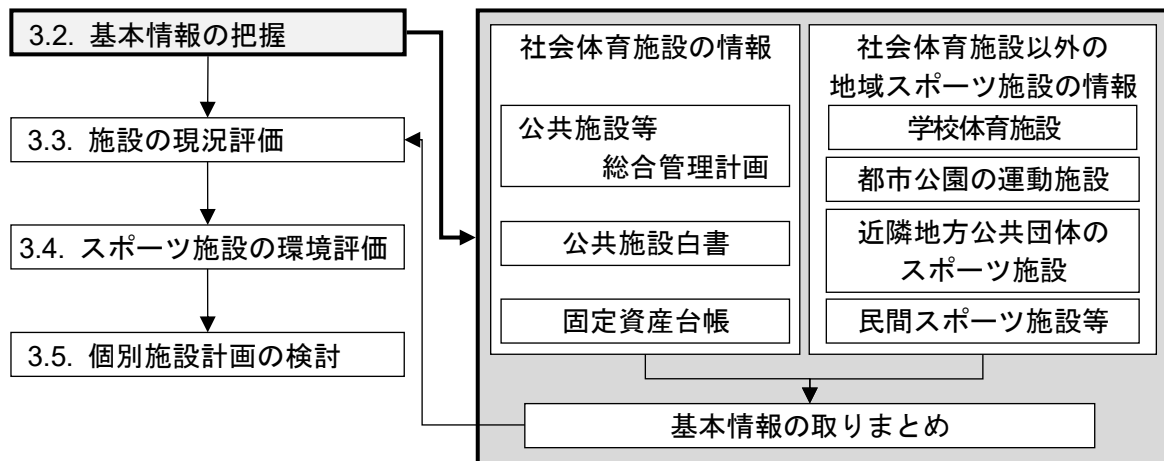 3.2. 基本情報の把握
3.3. 施設の現況評価
3.4. スポーツ施設の環境評価
3.5. 個別施設計画の検討
社会体育施設の情報
公共施設等
総合管理計画
公共施設白書
固定資産台帳
社会体育施設以外の
地域スポーツ施設の情報
学校体育施設
都市公園の運動施設
近隣地方公共団体の
スポーツ施設
民間スポーツ施設等
基本情報の取りまとめ